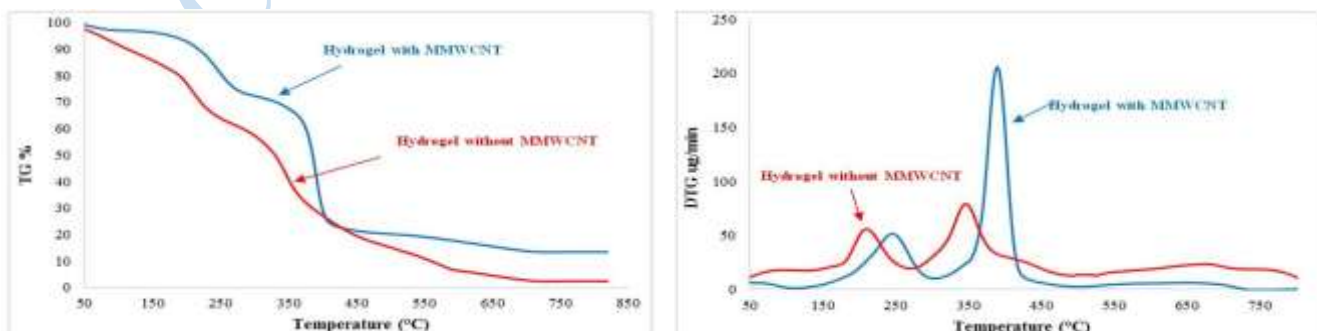 100
90
80
70
60
50
40
30
20
10
0
TG %
Hydrogel with MMWCNT
Hydrogel without MMWCNT
50 150 250 350 450 550 650 750 850
Temperature (°C)
250
200
150
100
50
0
DTG ug/min
Hydrogel with MMWCNT
Hydrogel without MMWCNT
50 150 250 350 450 550 650 750
Temperature (°C)